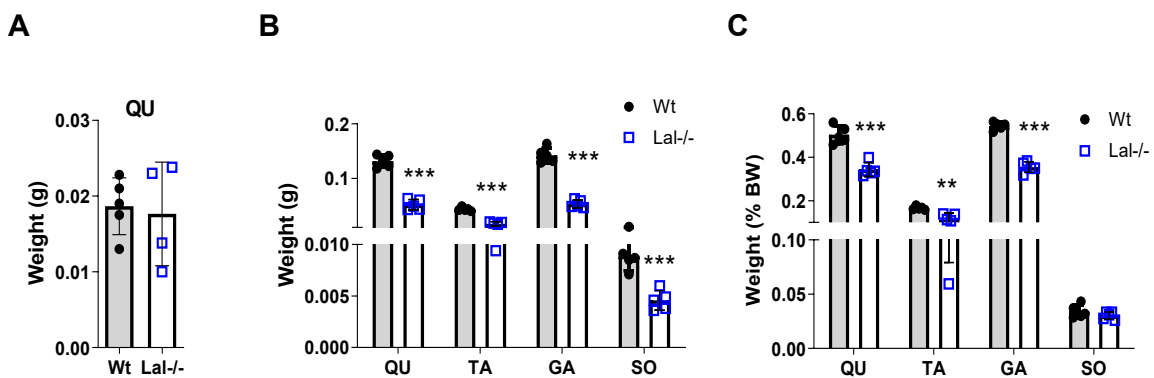 A
B
C
QU
Weight (g)
0.03
0.02
0.01
0.00
Wt Lal-/-
Wt
Lal-/-
Weight (g)
0.2
0.1
0.010
0.005
0.000
***
***
***
***
QU TA GA SO
Wt
Lal-/-
Weight (% BW)
0.6
0.4
0.2
0.10
0.05
0.00
***
**
***
QU TA GA SO